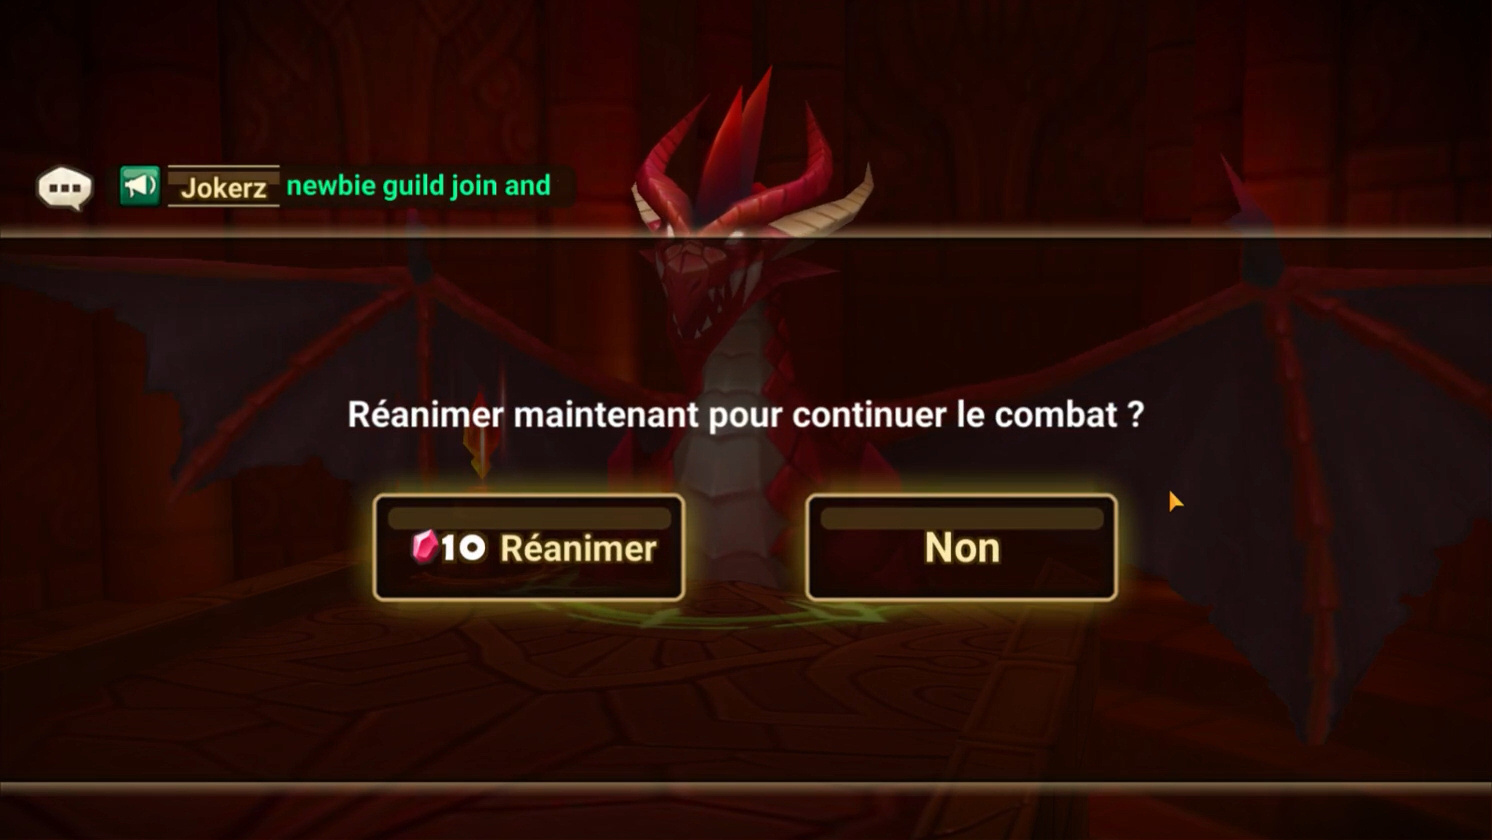 Jokerz newbie guild join and
Réanimer maintenant pour continuer le combat ?
10 Réanimer
Non